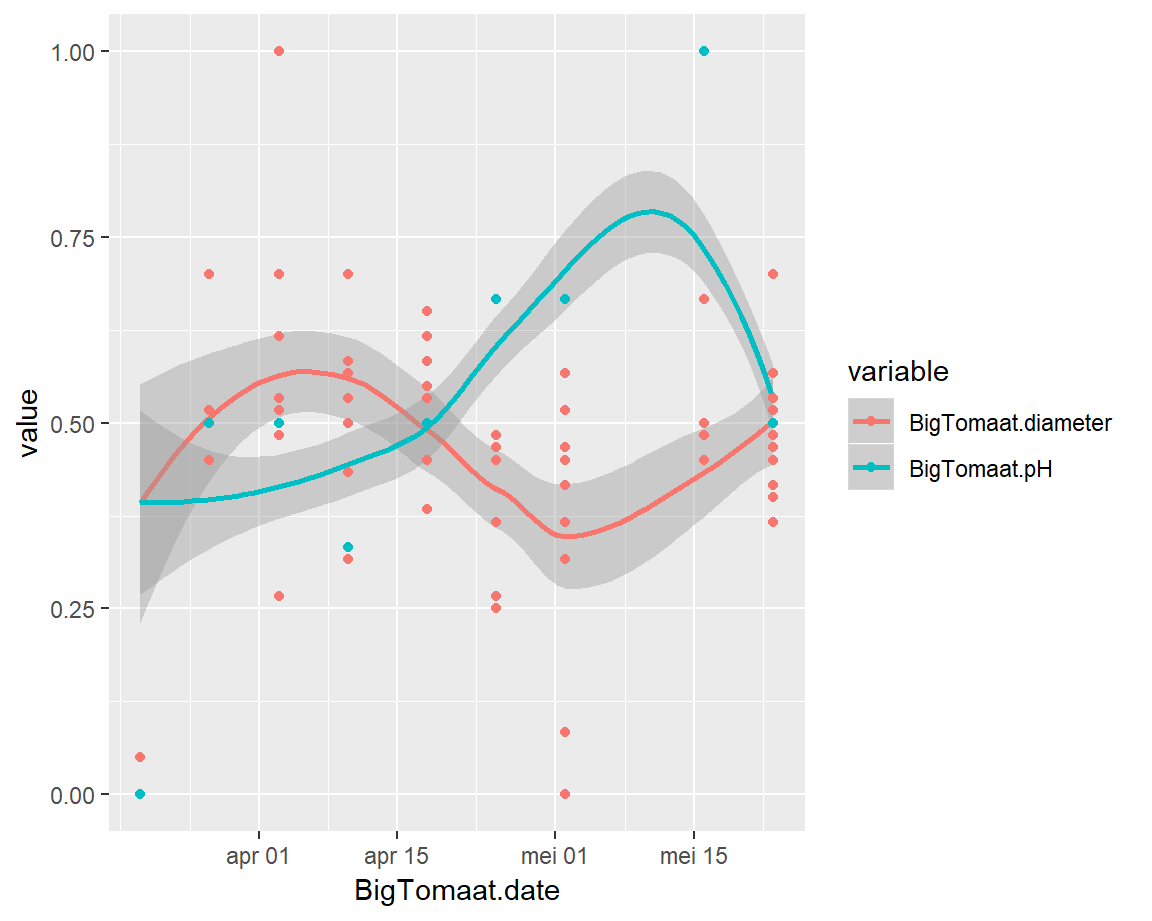 1.00
0.75
0.50
0.25
0.00
value
apr 01
apr 15
mei 01
mei 15
BigTomaat.date
variable
BigTomaat.diameter
BigTomaat.pH